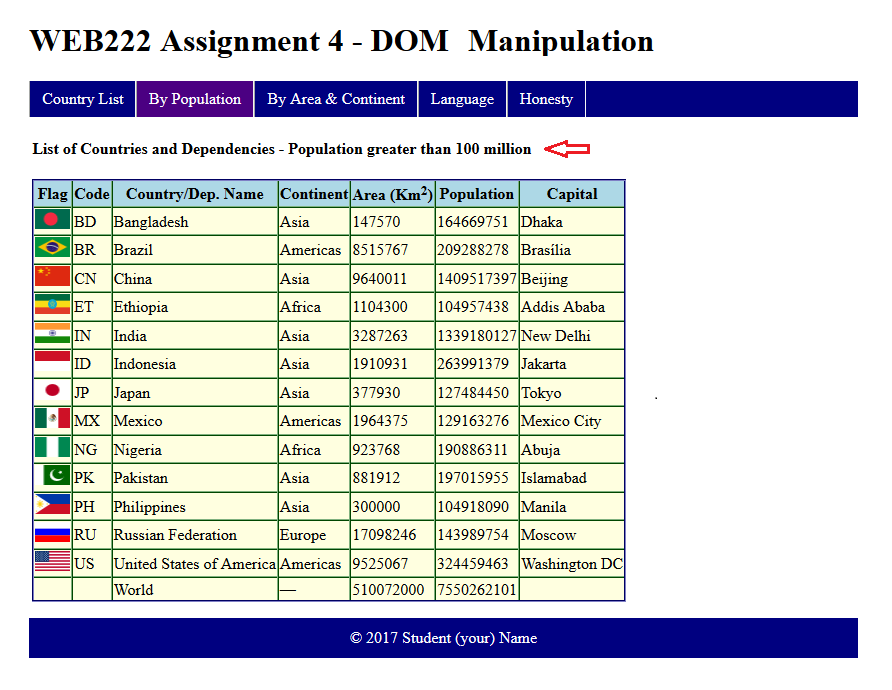 WEB222 Assignment 4 - DOM Manipulation
Country List By Population By Area & Continent Language Honesty
List of Countries and Dependencies - Population greater than 100 million
Flag Code Country/Dep. Name Continent Area (Km²) Population Capital
BD Bangladesh Asia 147570 164669751 Dhaka
BR Brazil Americas 8515767 209288278 Brasília
CN China Asia 9640011 1409517397 Beijing
ET Ethiopia Africa 1104300 104957438 Addis Ababa
IN India Asia 3287263 1339180127 New Delhi
ID Indonesia Asia 1910931 263991379 Jakarta
JP Japan Asia 377930 127484450 Tokyo
MX Mexico Americas 1964375 129163276 Mexico City
NG Nigeria Africa 923768 190886311 Abuja
PK Pakistan Asia 881912 197015955 Islamabad
PH Philippines Asia 300000 104918090 Manila
RU Russian Federation Europe 17098246 143989754 Moscow
US United States of America Americas 9525067 324459463 Washington DC
World — 510072000 7550262101
© 2017 Student (your) Name